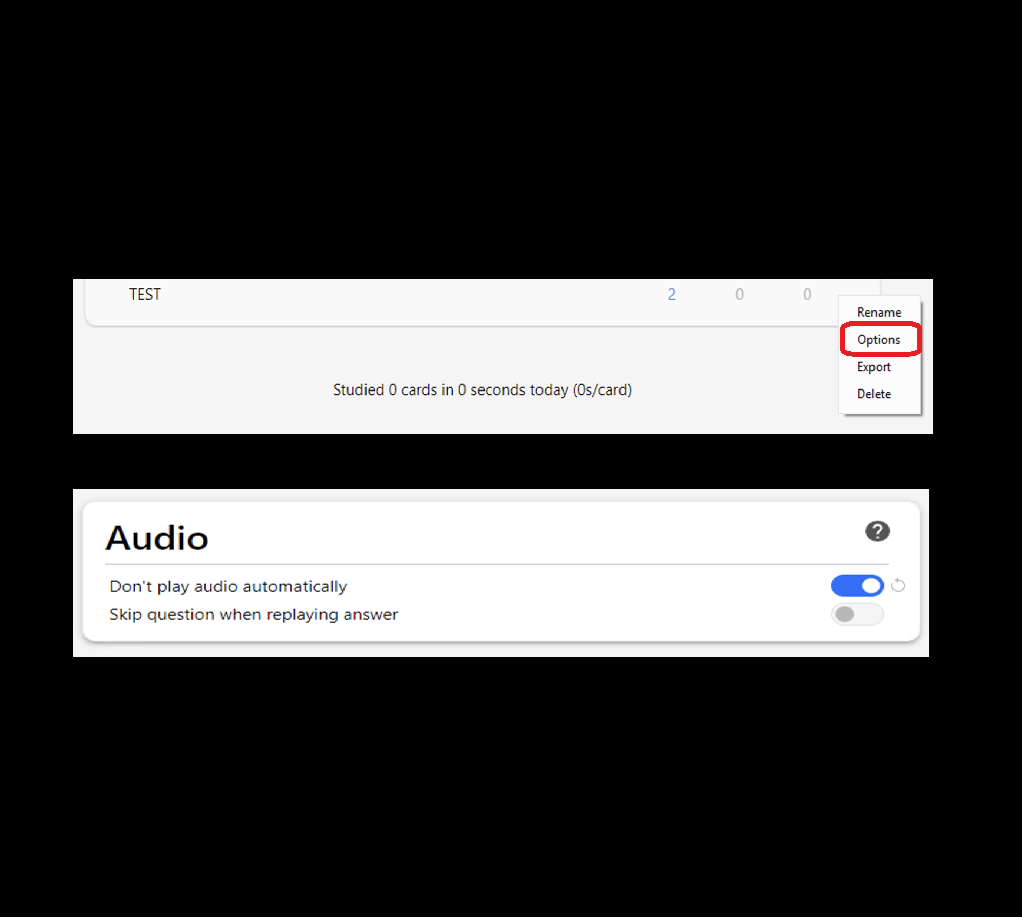 TEST 2 0 0
Rename
Options
Export
Studied 0 cards in 0 seconds today (0s/card)
Delete
Audio ?
Don't play audio automatically
Skip question when replaying answer